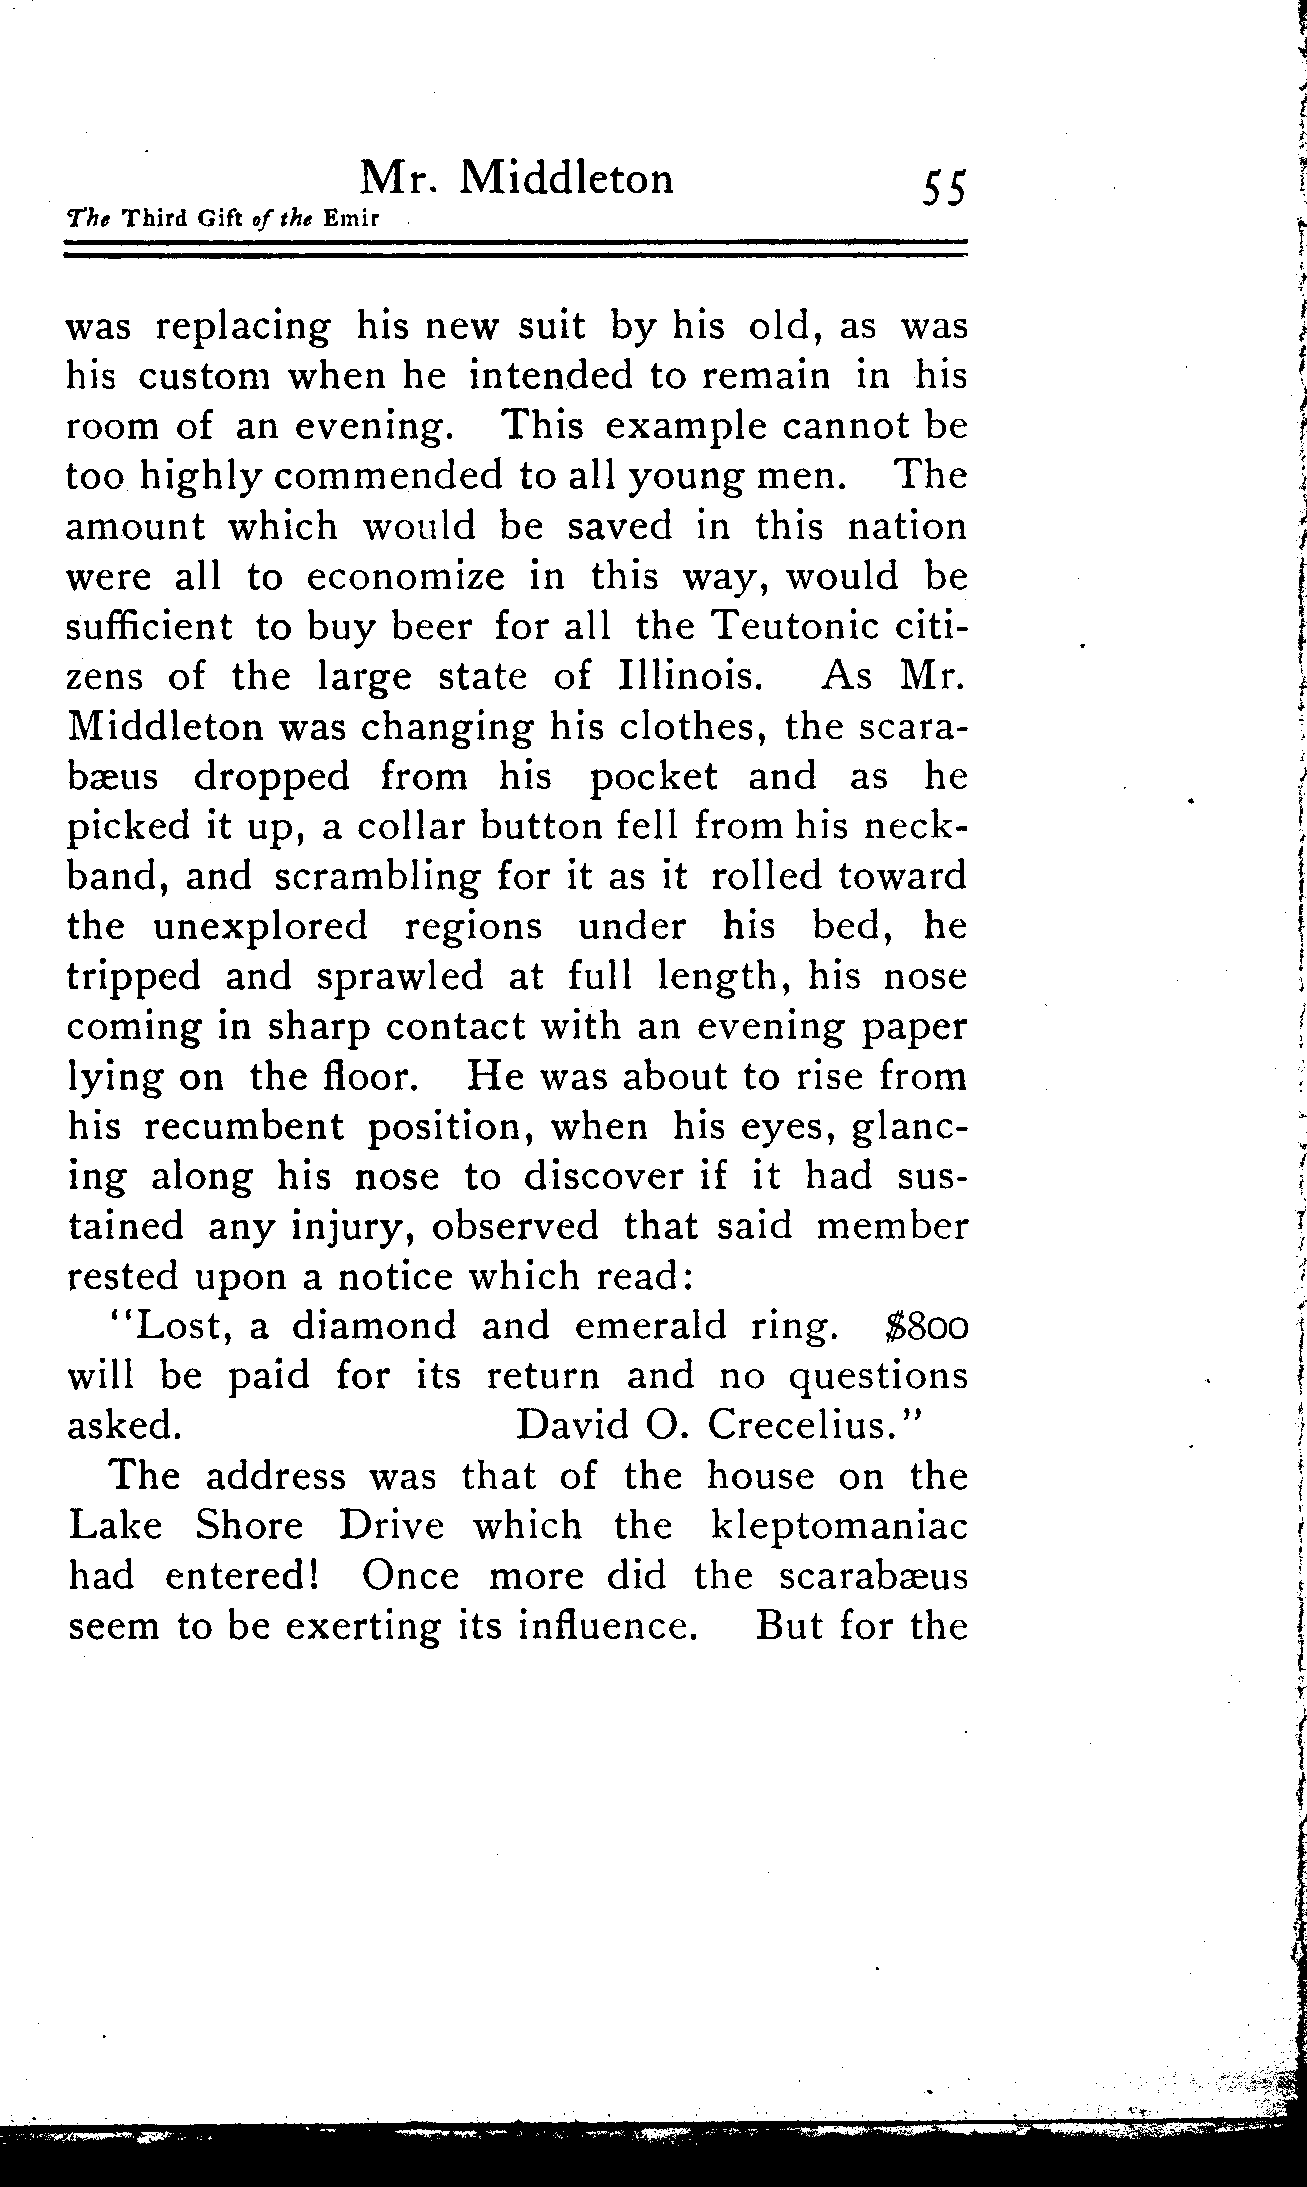 Mr. Middleton 55
The Third Gift of the Emir
was replacing his new suit by his old, as was
his custom when he intended to remain in his
room of an evening. This example cannot be
too highly commended to all young men. The
amount which would be saved in this nation
were all to economize in this way, would be
sufficient to buy beer for all the Teutonic citi-
zens of the large state of Illinois. As Mr.
Middleton was changing his clothes, the scara-
bæus dropped from his pocket and as he
picked it up, a collar button fell from his neck-
band, and scrambling for it as it rolled toward
the unexplored regions under his bed, he
tripped and sprawled at full length, his nose
coming in sharp contact with an evening paper
lying on the floor. He was about to rise from
his recumbent position, when his eyes, glanc-
ing along his nose to discover if it had sus-
tained any injury, observed that said member
rested upon a notice which read:
"Lost, a diamond and emerald ring. $800
will be paid for its return and no questions
asked. David O. Crecelius."
The address was that of the house on the
Lake Shore Drive which the kleptomaniac
had entered! Once more did the scarabæus
seem to be exerting its influence. But for the